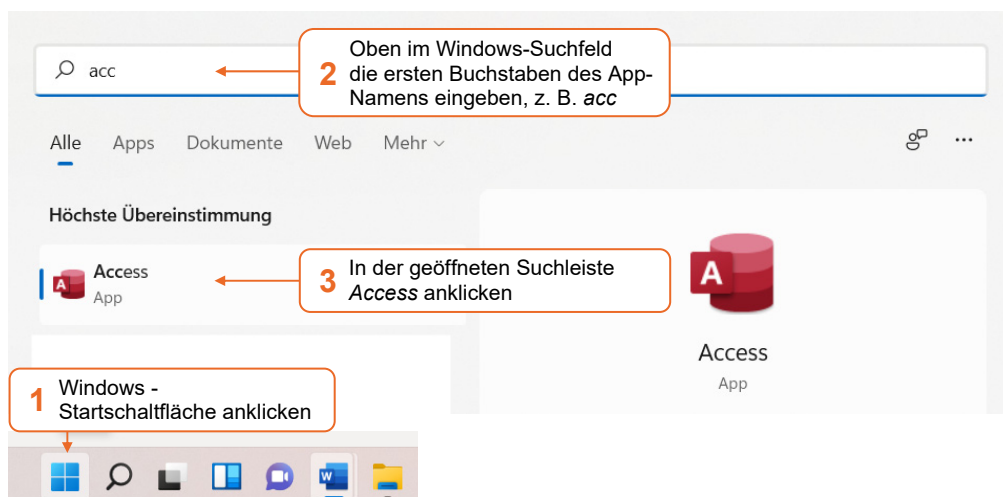 acc
2 Oben im Windows-Suchfeld
die ersten Buchstaben des App-
Namens eingeben, z. B. acc
Alle Apps Dokumente Web Mehr
Höchste Übereinstimmung
Access
App
3 In der geöffneten Suchleiste
Access anklicken
A
A
Access
App
1 Windows -
Startschaltfläche anklicken
W